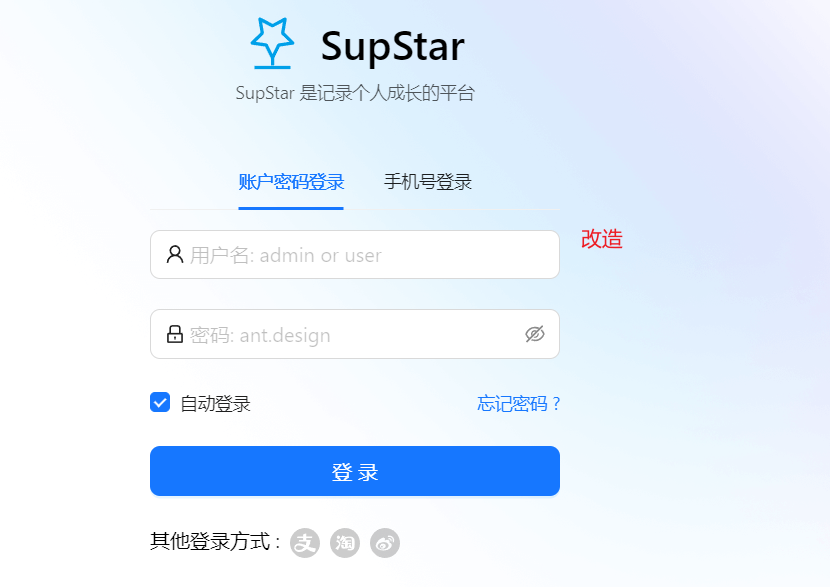 SupStar
SupStar 是记录个人成长的平台
账户密码登录 手机号登录
改造
用户名: admin or user
密码: ant.design
自动登录 忘记密码 ?
登 录
其他登录方式 : 支 淘